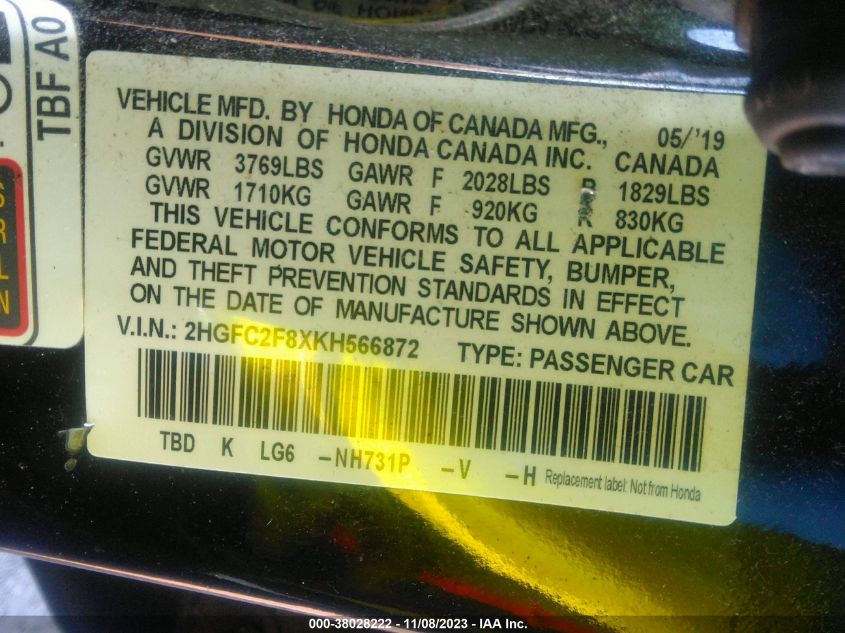 TBF A0
VEHICLE MFD. BY HONDA OF CANADA MFG., 05/'19
A DIVISION OF HONDA CANADA INC. CANADA
GVWR 3769LBS GAWR F 2028LBS R 1829LBS
GVWR 1710KG GAWR F 920KG R 830KG
THIS VEHICLE CONFORMS TO ALL APPLICABLE
FEDERAL MOTOR VEHICLE SAFETY, BUMPER,
AND THEFT PREVENTION STANDARDS IN EFFECT
ON THE DATE OF MANUFACTURE SHOWN ABOVE.
V.I.N.: 2HGFC2F8XKH566872 TYPE: PASSENGER CAR
TBD K LG6 -NH731P -V -H Replacement label: Not from Honda
000-38028222 - 11/08/2023 - IAA Inc.